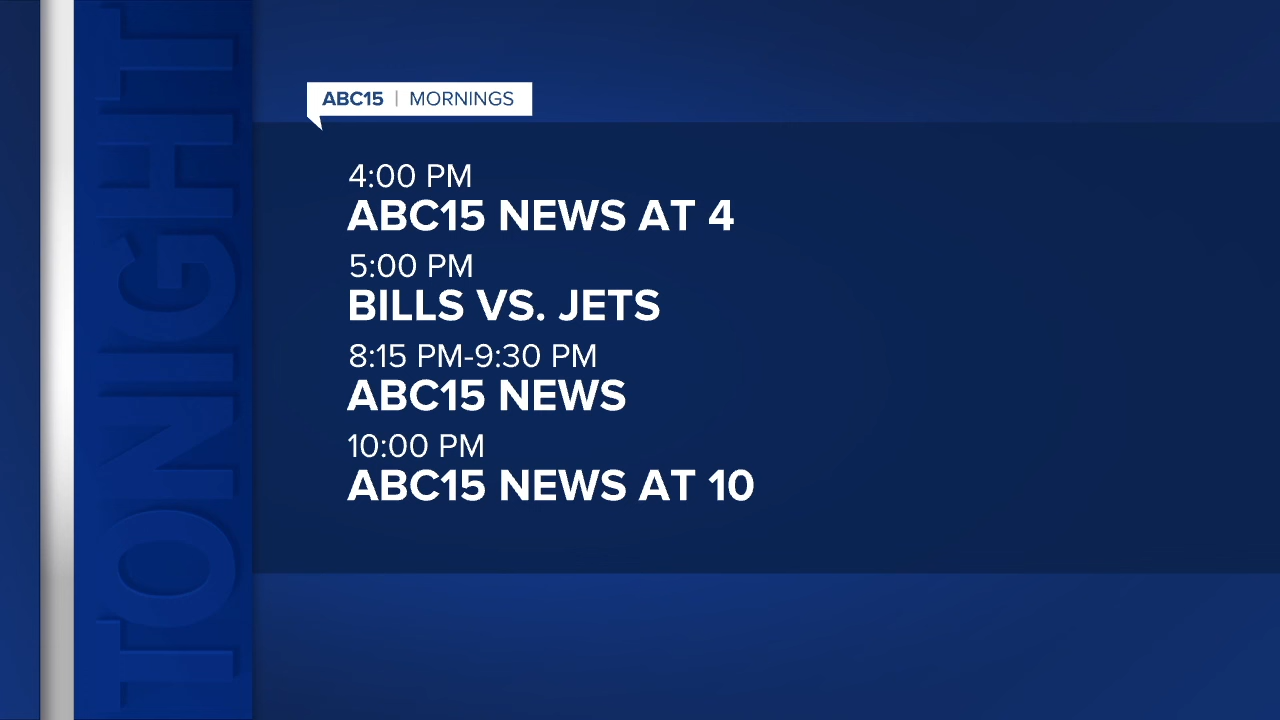 TONIGHT
ABC15 | MORNINGS
4:00 PM
ABC15 NEWS AT 4
5:00 PM
BILLS VS. JETS
8:15 PM-9:30 PM
ABC15 NEWS
10:00 PM
ABC15 NEWS AT 10